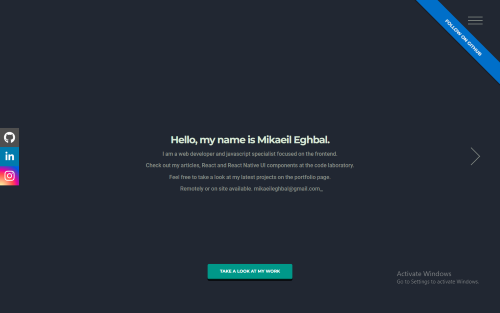 FOLLOW ON GITHUB
Hello, my name is Mikaeil Eghbal.
I am a web developer and javascript specialist focused on the frontend.
Check out my articles, React and React Native UI components at the code laboratory.
Feel free to take a look at my latest projects on the portfolio page.
Remotely or on site available. mikaeileghbal@gmail.com_
in
TAKE A LOOK AT MY WORK
Activate Windows
Go to Settings to activate Windows.